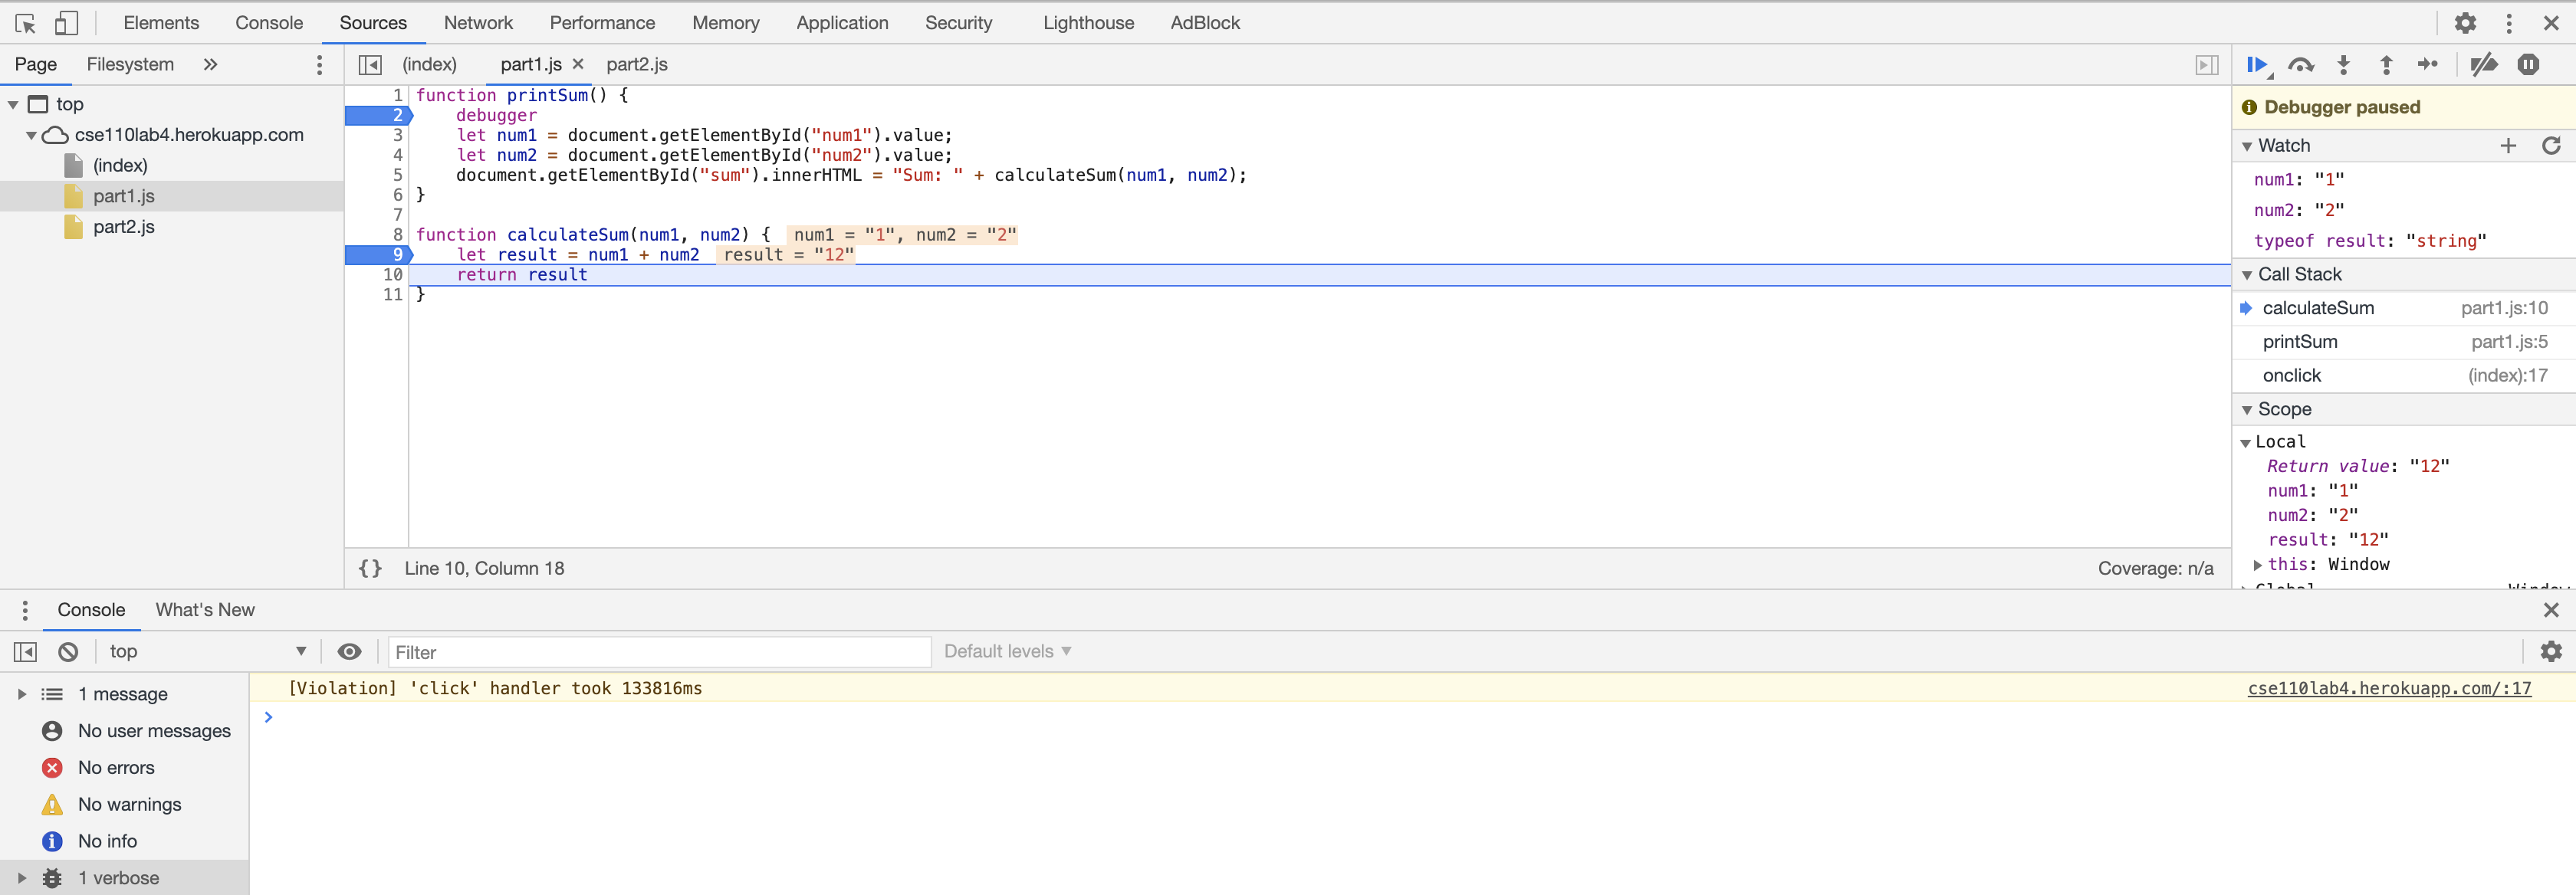 Elements Console Sources Network Performance Memory Application Security Lighthouse AdBlock
Page Filesystem »
(index) part1.js × part2.js
top
cse110lab4.herokuapp.com
(index)
part1.js
part2.js
1 function printSum() {
2 debugger
3 let num1 = document.getElementById("num1").value;
4 let num2 = document.getElementById("num2").value;
5 document.getElementById("sum").innerHTML = "Sum: " + calculateSum(num1, num2);
6 }
7
8 function calculateSum(num1, num2) { num1 = "1", num2 = "2"
9 let result = num1 + num2 result = "12"
10 return result
11 }
{} Line 10, Column 18 Coverage: n/a
Debugger paused
Watch
num1: "1"
num2: "2"
typeof result: "string"
Call Stack
calculateSum part1.js:10
printSum part1.js:5
onclick (index):17
Scope
Local
Return value: "12"
num1: "1"
num2: "2"
result: "12"
this: Window
Global Window
Console What's New
top Filter Default levels
1 message
No user messages
No errors
No warnings
No info
1 verbose
[Violation] 'click' handler took 133816ms cse110lab4.herokuapp.com/:17
>